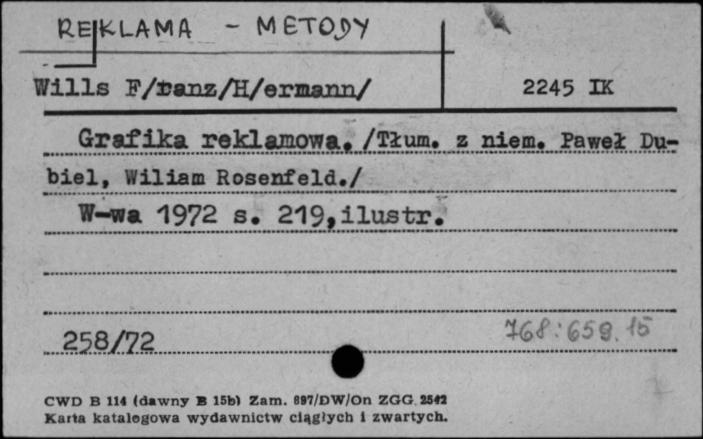 REKLAMA - METODY
Wills F/ranz/H/ermann/ 2245 IK
Grafika reklamowa./Tłum. z niem. Paweł Du-
biel, Wiliam Rosenfeld./
W-wa 1972 s. 219,ilustr.
258/72 768:659.15
CWD B 114 (dawny B 15b) Zam. 897/DW/On ZGG. 2542
Karta katalogowa wydawnictw ciągłych i zwartych.